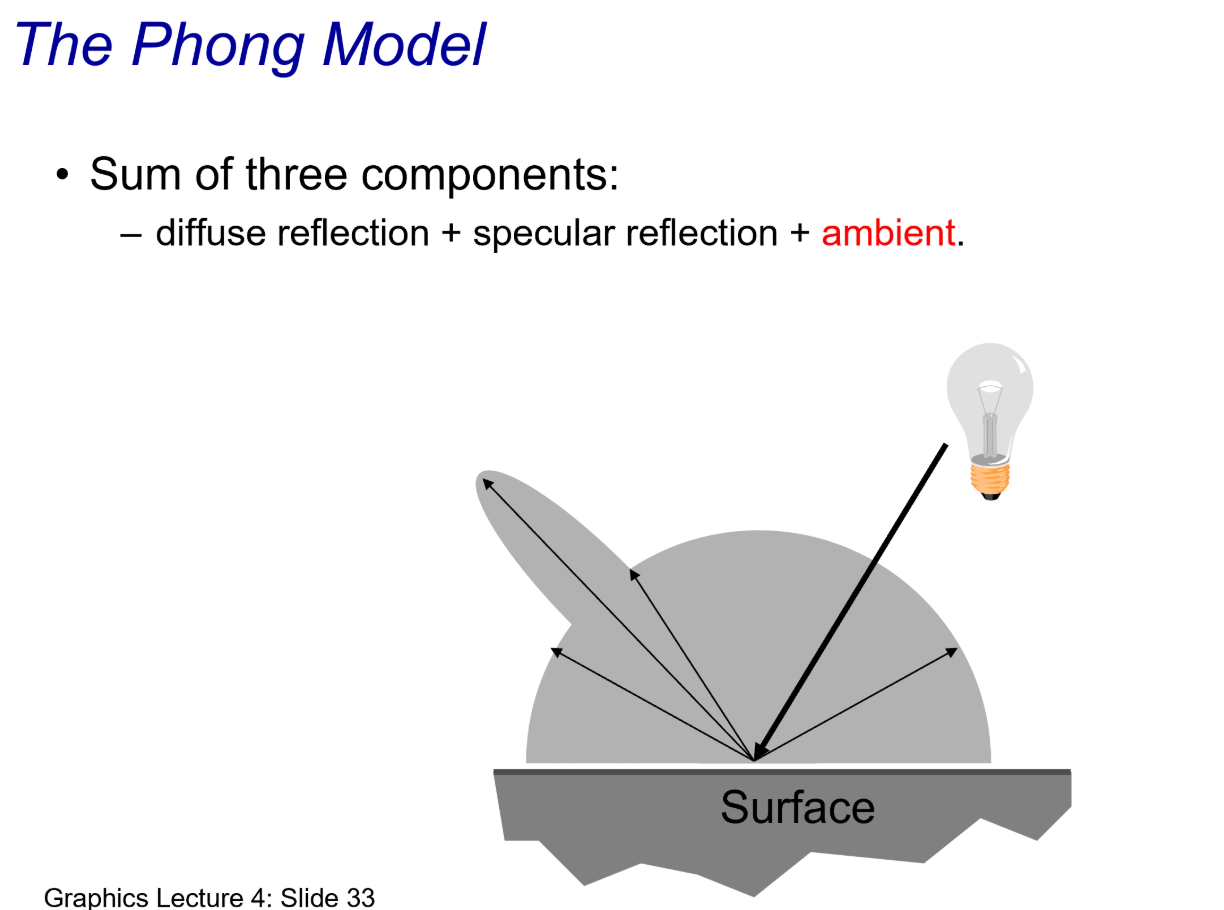 The Phong Model
• Sum of three components:
– diffuse reflection + specular reflection + ambient.
Surface
Graphics Lecture 4: Slide 33